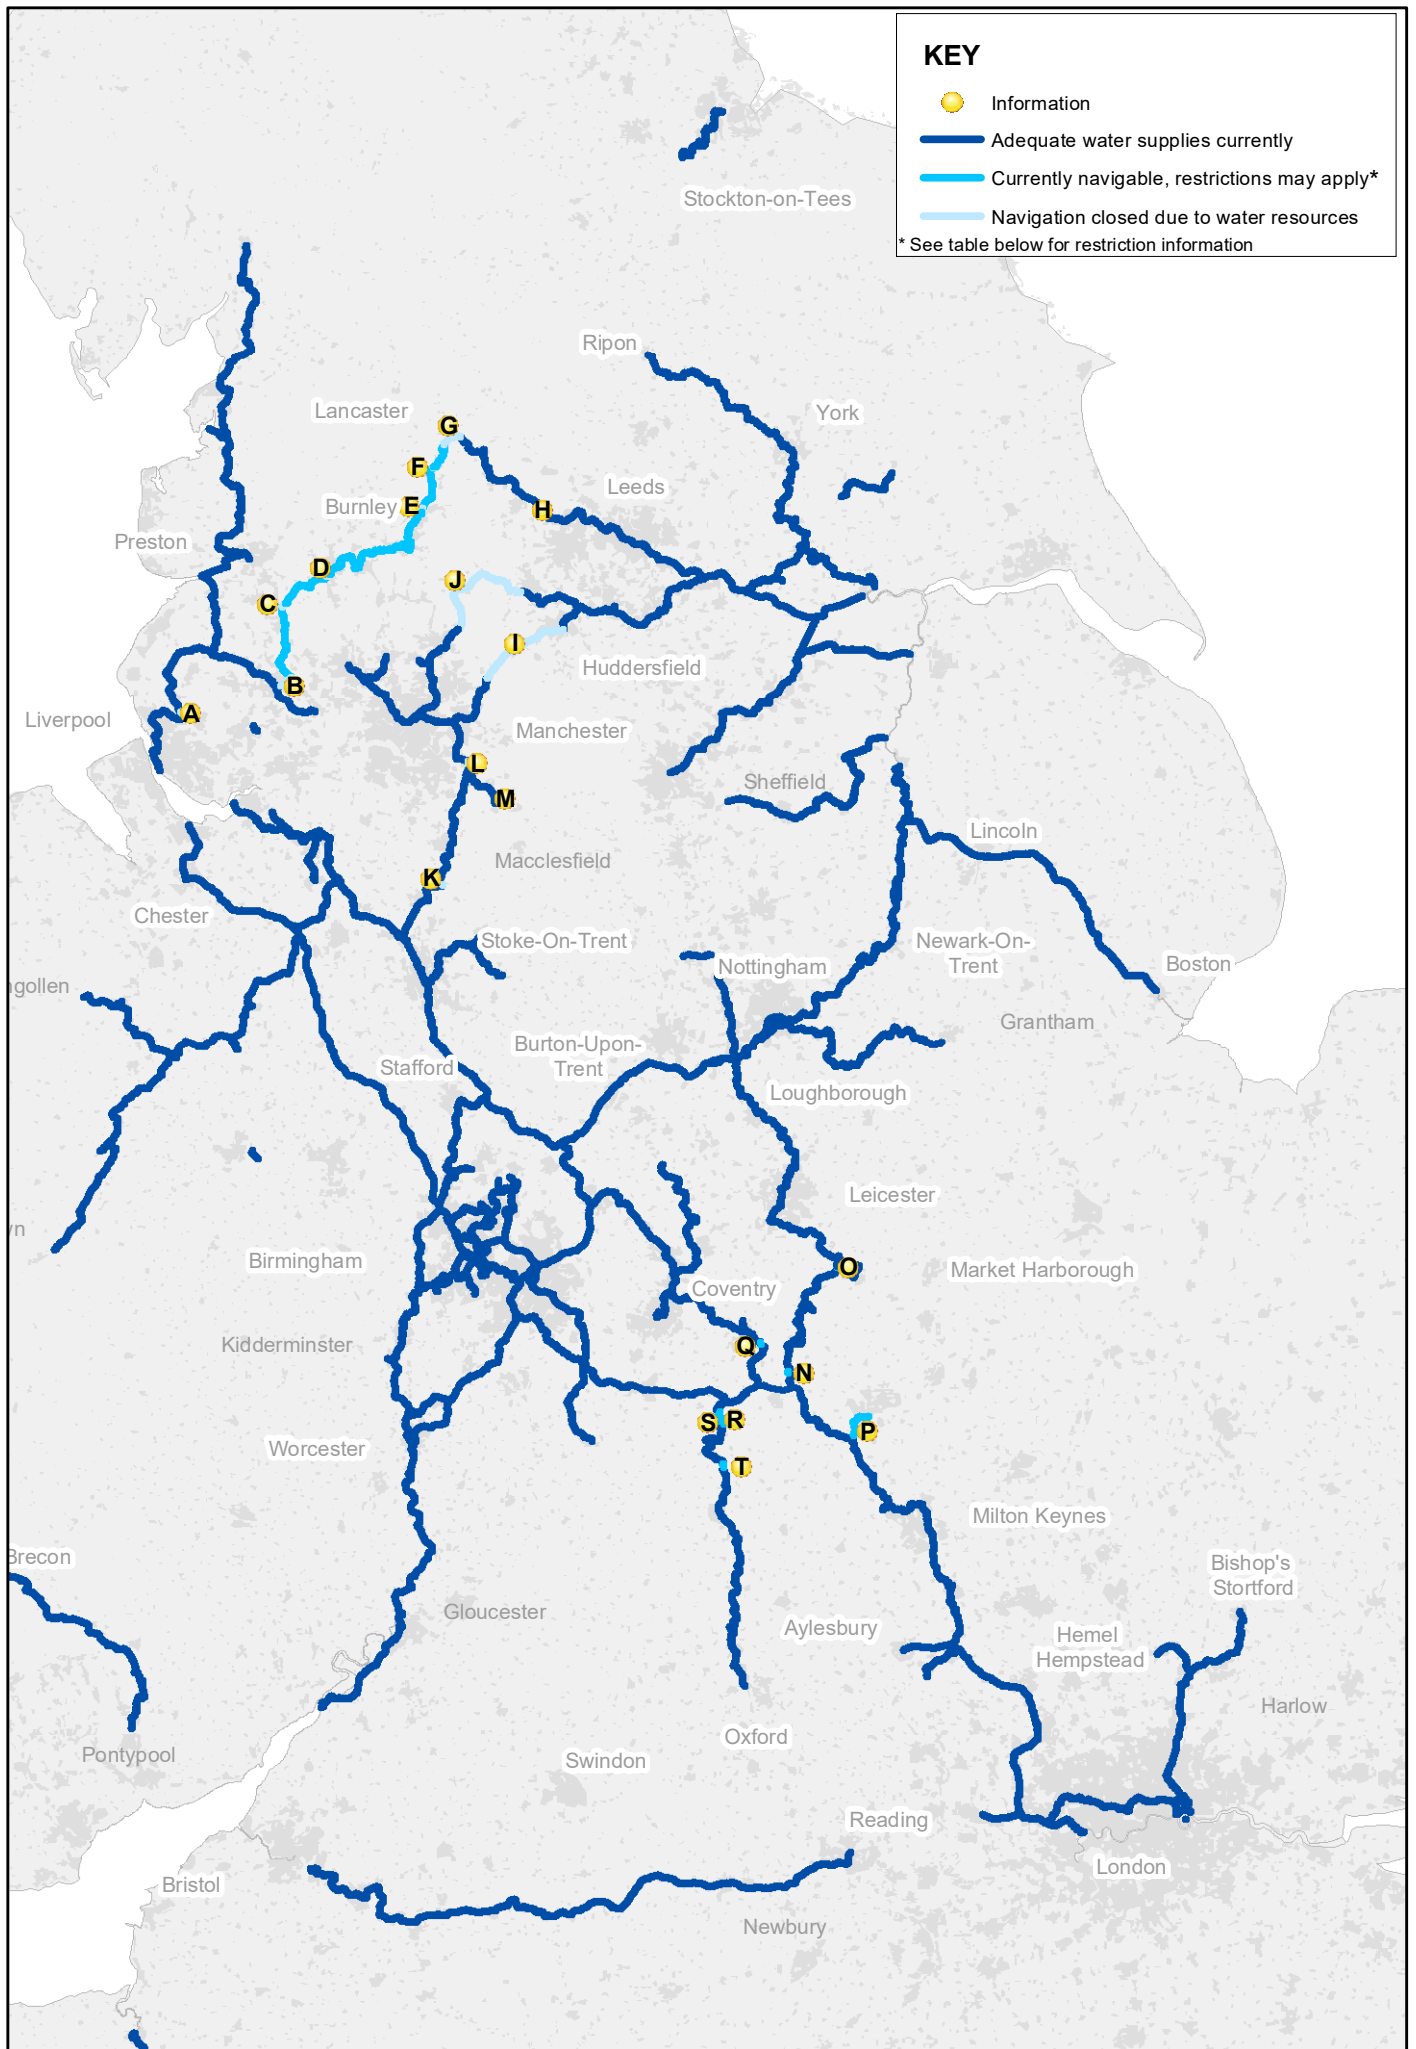 KEY
Information
Adequate water supplies currently
Currently navigable, restrictions may apply*
Navigation closed due to water resources
* See table below for restriction information
Stockton-on-Tees
Ripon
Lancaster
York
G
F
Leeds
Burnley
E
H
Preston
D
J
C
I
Huddersfield
B
A
Liverpool
Manchester
L
Sheffield
M
Lincoln
Macclesfield
K
Chester
Stoke-On-Trent
Newark-On-
Trent
Nottingham
Boston
ngollen
Grantham
Burton-Upon-
Trent
Stafford
Loughborough
Leicester
vn
Birmingham
O
Market Harborough
Coventry
Kidderminster
Q
N
S
R
P
Worcester
T
Milton Keynes
Brecon
Bishop's
Stortford
Gloucester
Aylesbury
Hemel
Hempstead
Harlow
Oxford
Pontypool
Swindon
Reading
London
Bristol
Newbury